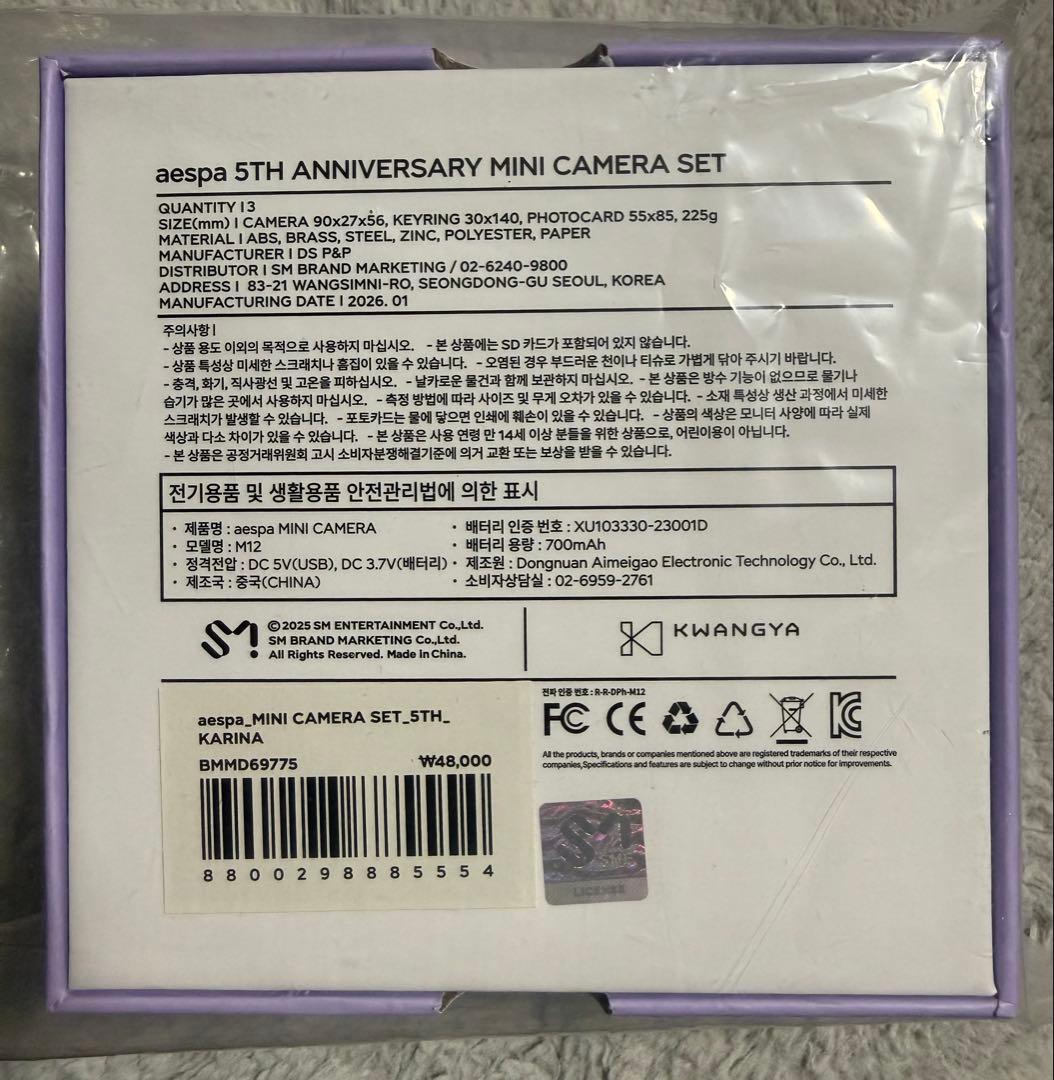 aespa 5TH ANNIVERSARY MINI CAMERA SET
QUANTITY I 3
SIZE(mm) I CAMERA 90x27x56, KEYRING 30x140, PHOTOCARD 55x85, 225g
MATERIAL I ABS, BRASS, STEEL, ZINC, POLYESTER, PAPER
MANUFACTURER I DS P&P
DISTRIBUTOR I SM BRAND MARKETING / 02-6240-9800
ADDRESS I 83-21 WANGSIMNI-RO, SEONGDONG-GU SEOUL, KOREA
MANUFACTURING DATE I 2026. 01
주의사항 I
- 상품 용도 이외의 목적으로 사용하지 마십시오. - 본 상품에는 SD 카드가 포함되어 있지 않습니다.
- 상품 특성상 미세한 스크래치나 흠집이 있을 수 있습니다. - 오염된 경우 부드러운 천이나 티슈로 가볍게 닦아 주시기 바랍니다.
- 충격, 화기, 직사광선 및 고온을 피하십시오. - 날카로운 물건과 함께 보관하지 마십시오. - 본 상품은 방수 기능이 없으므로 물기나
습기가 많은 곳에서 사용하지 마십시오. - 측정 방법에 따라 사이즈 및 무게 오차가 있을 수 있습니다. - 소재 특성상 생산 과정에서 미세한
스크래치가 발생할 수 있습니다. - 포토카드는 물에 닿으면 인쇄에 훼손이 있을 수 있습니다. - 상품의 색상은 모니터 사양에 따라 실제
색상과 다소 차이가 있을 수 있습니다. - 본 상품은 사용 연령 만 14세 이상 분들을 위한 상품으로, 어린이용이 아닙니다.
- 본 상품은 공정거래위원회 고시 소비자분쟁해결기준에 의거 교환 또는 보상을 받을 수 있습니다.
전기용품 및 생활용품 안전관리법에 의한 표시
· 제품명 : aespa MINI CAMERA
· 모델명 : M12
· 정격전압 : DC 5V(USB), DC 3.7V(배터리)
· 제조국 : 중국(CHINA)
· 배터리 인증 번호 : XU103330-23001D
· 배터리 용량 : 700mAh
· 제조원 : Dongnuan Aimeigao Electronic Technology Co., Ltd.
· 소비자상담실 : 02-6959-2761
SM!
© 2025 SM ENTERTAINMENT Co.,Ltd.
SM BRAND MARKETING Co.,Ltd.
All Rights Reserved. Made in China.
KWANGYA
aespa_MINI CAMERA SET_5TH_
KARINA
BMMD69775 ₩48,000
8800298885554
전파 인증 번호 : R-R-DPh-M12
FC CE KC
All the products, brands or companies mentioned above are registered trademarks of their respective
companies,Specifications and features are subject to change without prior notice for improvements.
SM
LICENSE